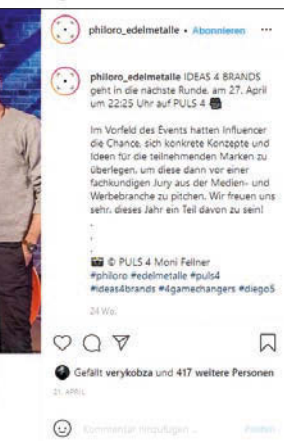 philoro_edelmetalle • Abonnieren ...
philoro_edelmetalle IDEAS 4 BRANDS
geht in die nächste Runde, am 27. April
um 22:25 Uhr auf PULS 4
Im Vorfeld des Events hatten Influencer
die Chance, sich konkrete Konzepte und
Ideen für die teilnehmenden Marken zu
überlegen, um diese dann vor einer
fachkundigen Jury aus der Medien- und
Werbebranche zu pitchen. Wir freuen uns
sehr, dieses Jahr ein Teil davon zu sein!
.
.
.
© PULS 4 Moni Fellner
#philoro #edelmetalle #puls4
#ideas4brands #4gamechangers #diego5
24 Wo.
Gefällt verykobza und 417 weitere Personen
21. APRIL
Kommentar hinzufügen ... Posten